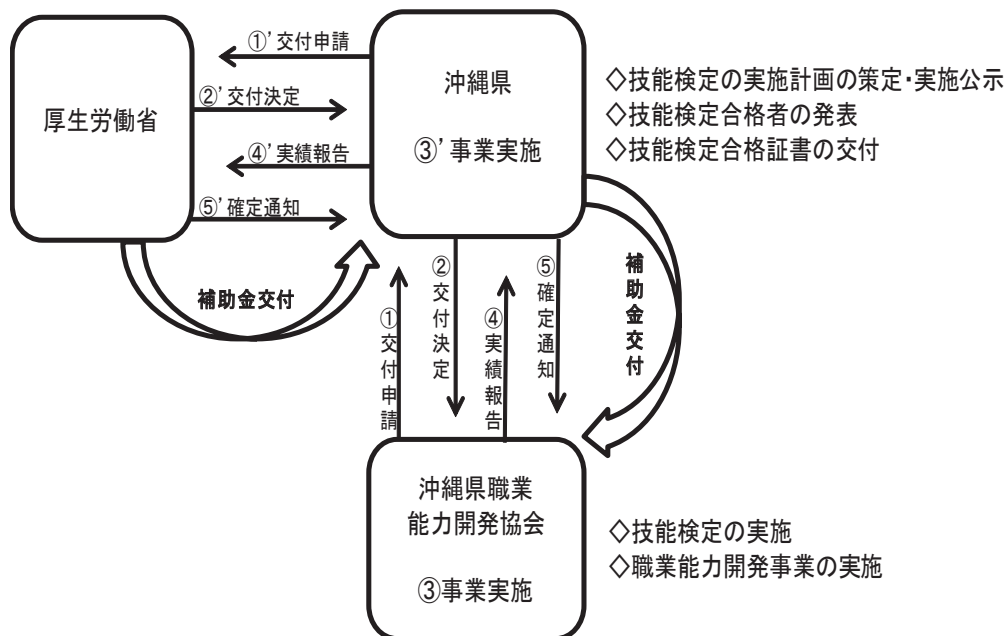 厚生労働省
①’交付申請
②’交付決定
④’実績報告
⑤’確定通知
補助金交付
沖縄県
③’事業実施
◇技能検定の実施計画の策定・実施公示
◇技能検定合格者の発表
◇技能検定合格証書の交付
①交付申請
②交付決定
④実績報告
⑤確定通知
補助金交付
沖縄県職業
能力開発協会
③事業実施
◇技能検定の実施
◇職業能力開発事業の実施